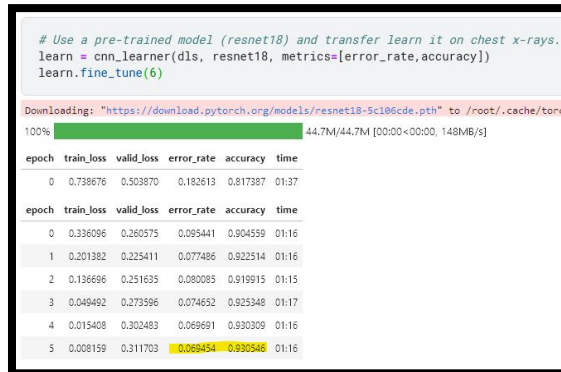 # Use a pre-trained model (resnet18) and transfer learn it on chest x-rays.
learn = cnn_learner(dls, resnet18, metrics=[error_rate,accuracy])
learn.fine_tune(6)
Downloading: "https://download.pytorch.org/models/resnet18-5c106cde.pth" to /root/.cache/torc
100% 44.7M/44.7M [00:00<00:00, 148MB/s]
epoch train_loss valid_loss error_rate accuracy time
0 0.738676 0.503870 0.182613 0.817387 01:37
epoch train_loss valid_loss error_rate accuracy time
0 0.336096 0.260575 0.095441 0.904559 01:16
1 0.201382 0.225411 0.077486 0.922514 01:16
2 0.136696 0.251635 0.080085 0.919915 01:15
3 0.049492 0.273596 0.074652 0.925348 01:17
4 0.015408 0.302483 0.069691 0.930309 01:16
5 0.008159 0.311703 0.069454 0.930546 01:16